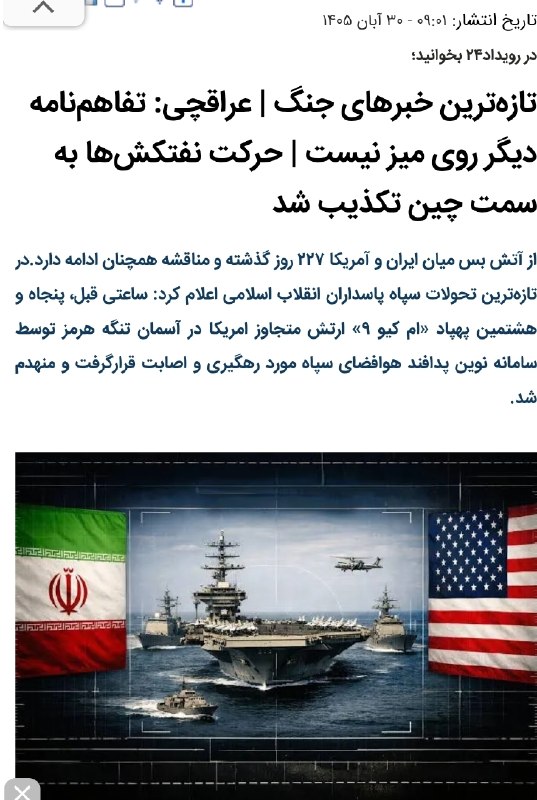 تاریخ انتشار: ۰۹:۰۱ - ۳۰ آبان ۱۴۰۵
در رویداد۲۴ بخوانید؛
تازه‌ترین خبرهای جنگ | عراقچی: تفاهم‌نامه
دیگر روی میز نیست | حرکت نفتکش‌ها به
سمت چین تکذیب شد
از آتش بس میان ایران و آمریکا ۲۲۷ روز گذشته و مناقشه همچنان ادامه دارد.در
تازه‌ترین تحولات سپاه پاسداران انقلاب اسلامی اعلام کرد: ساعتی قبل، پنجاه و
هشتمین پهپاد «ام کیو ۹» ارتش متجاوز امریکا در آسمان تنگه هرمز توسط
سامانه نوین پدافند هوافضای سپاه مورد رهگیری و اصابت قرارگرفت و منهدم
شد.